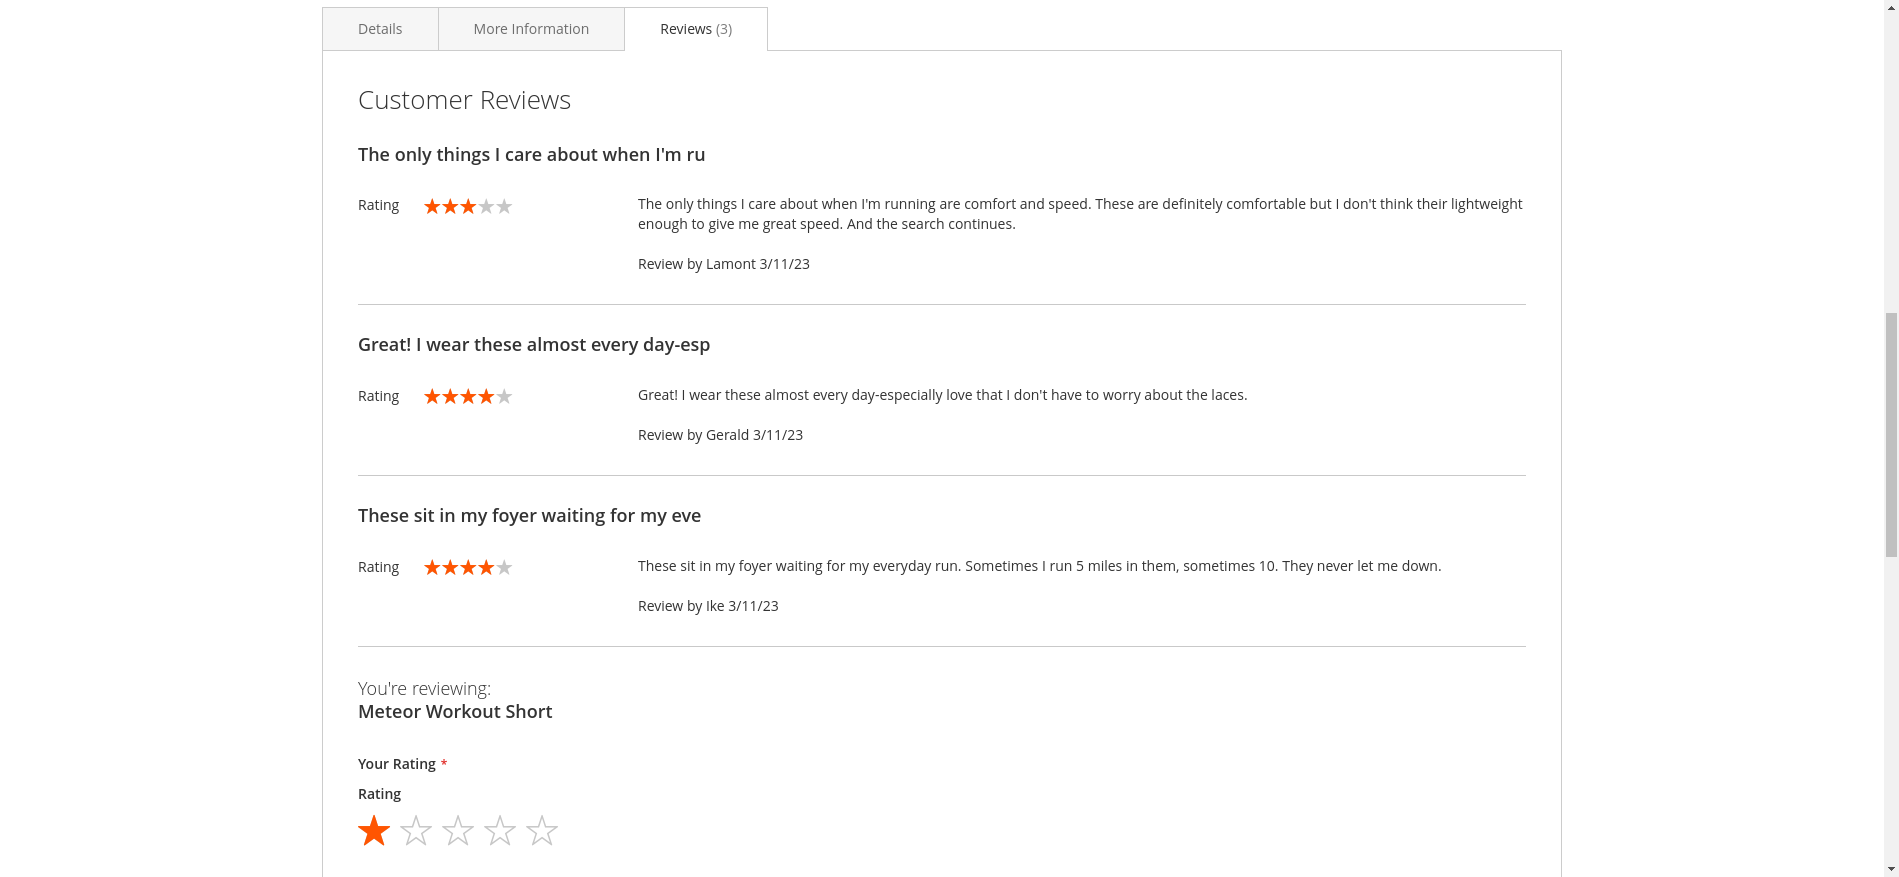 Details
More Information
Reviews (3)
Customer Reviews
The only things I care about when I'm ru
Rating
The only things I care about when I'm running are comfort and speed. These are definitely comfortable but I don't think their lightweight
enough to give me great speed. And the search continues.
Review by Lamont 3/11/23
Great! I wear these almost every day-esp
Rating
Great! I wear these almost every day-especially love that I don't have to worry about the laces.
Review by Gerald 3/11/23
These sit in my foyer waiting for my eve
Rating
These sit in my foyer waiting for my everyday run. Sometimes I run 5 miles in them, sometimes 10. They never let me down.
Review by Ike 3/11/23
You're reviewing:
Meteor Workout Short
Your Rating *
Rating